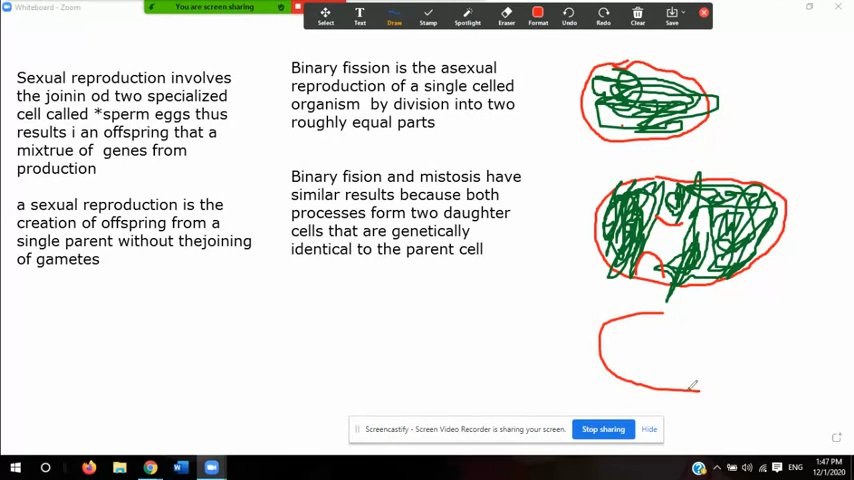 Whiteboard - Zoom
You are screen sharing
Select
Text
Draw
Stamp
Spotlight
Eraser
Format
Undo
Redo
Clear
Save
Sexual reproduction involves
the joinin od two specialized
cell called *sperm eggs thus
results i an offspring that a
mixtrue of genes from
production
a sexual reproduction is the
creation of offspring from a
single parent without thejoining
of gametes
Binary fission is the asexual
reproduction of a single celled
organism by division into two
roughly equal parts
Binary fision and mistosis have
similar results because both
processes form two daughter
cells that are genetically
identical to the parent cell
Screencastify - Screen Video Recorder is sharing your screen.
Stop sharing
Hide
ENG
1:47 PM
12/1/2020